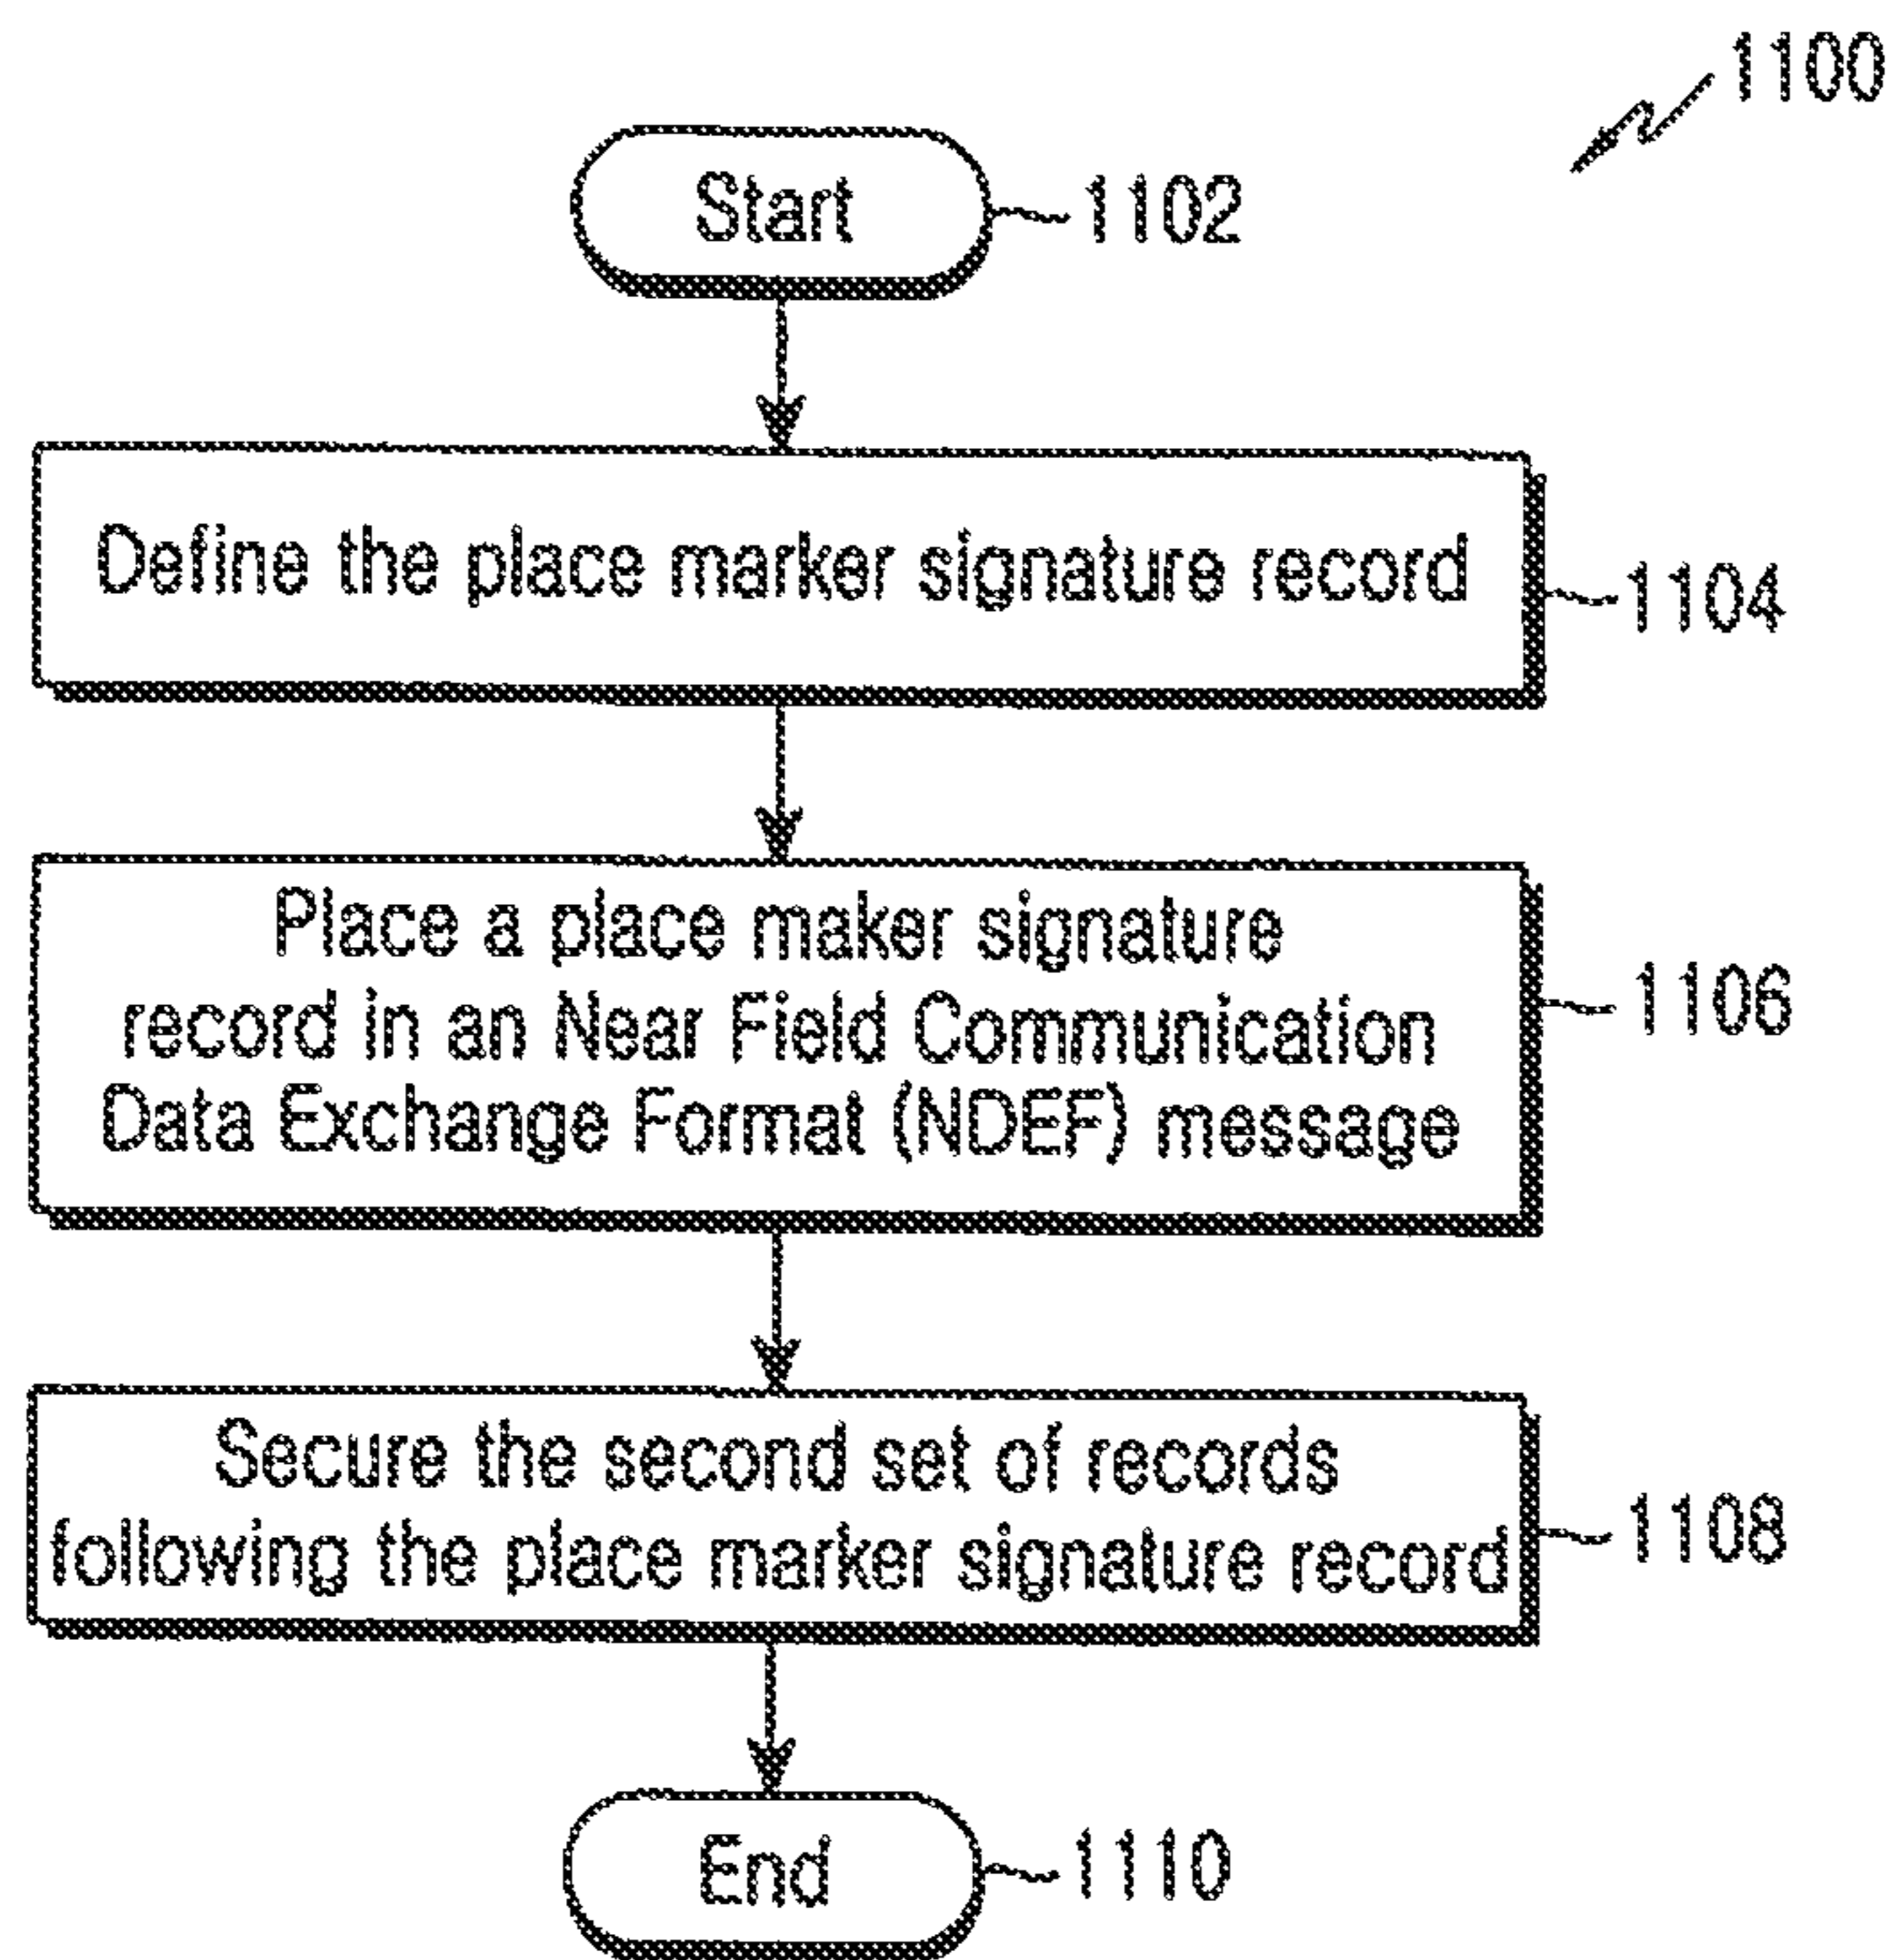 1100
Start
1102
Define the place marker signature record
1104
Place a place maker signature
record in an Near Field Communication
Data Exchange Format (NDEF) message
1106
Secure the second set of records
following the place marker signature record
1108
End
1110